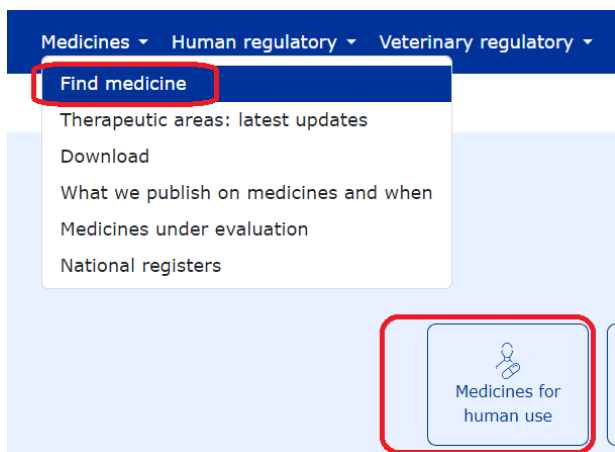 Medicines Human regulatory Veterinary regulatory
Find medicine
Therapeutic areas: latest updates
Download
What we publish on medicines and when
Medicines under evaluation
National registers
Medicines for
human use